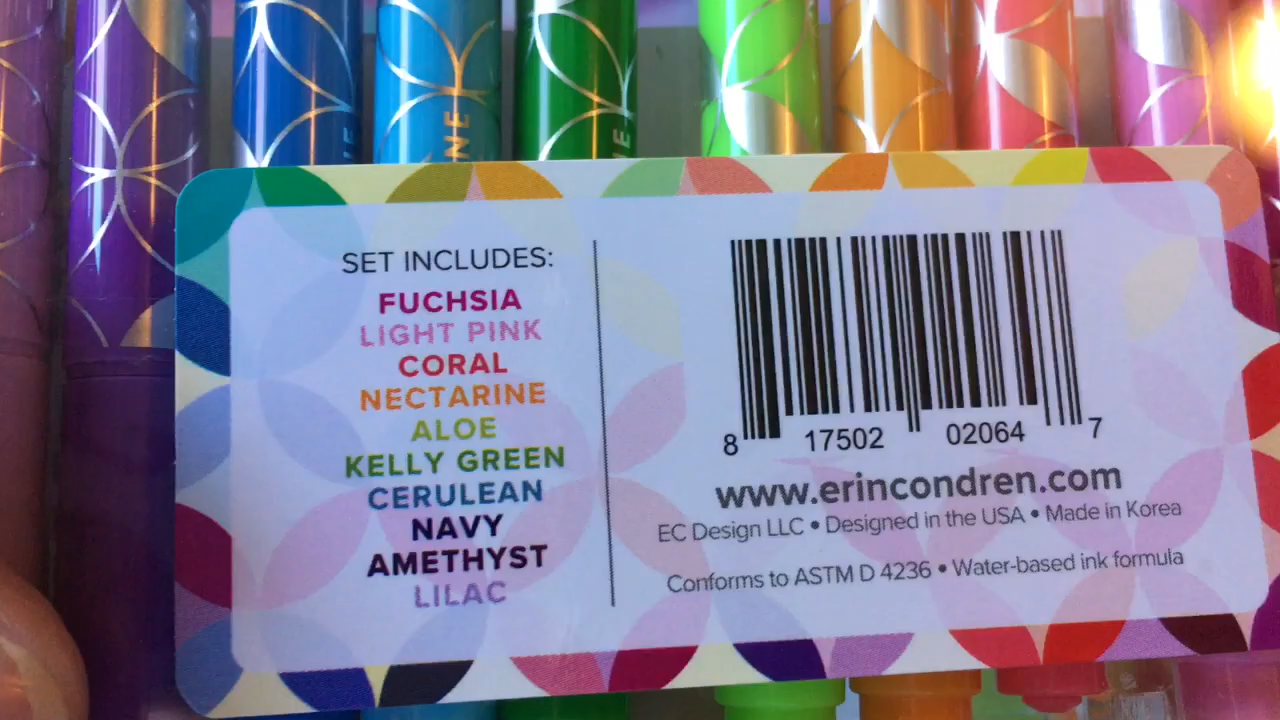 NE
SET INCLUDES:
FUCHSIA
LIGHT PINK
CORAL
NECTARINE
ALOE
KELLY GREEN
CERULEAN
NAVY
AMETHYST
LILAC
8 17502 02064 7
www.erincondren.com
EC Design LLC • Designed in the USA • Made in Korea
Conforms to ASTM D 4236 • Water-based ink formula